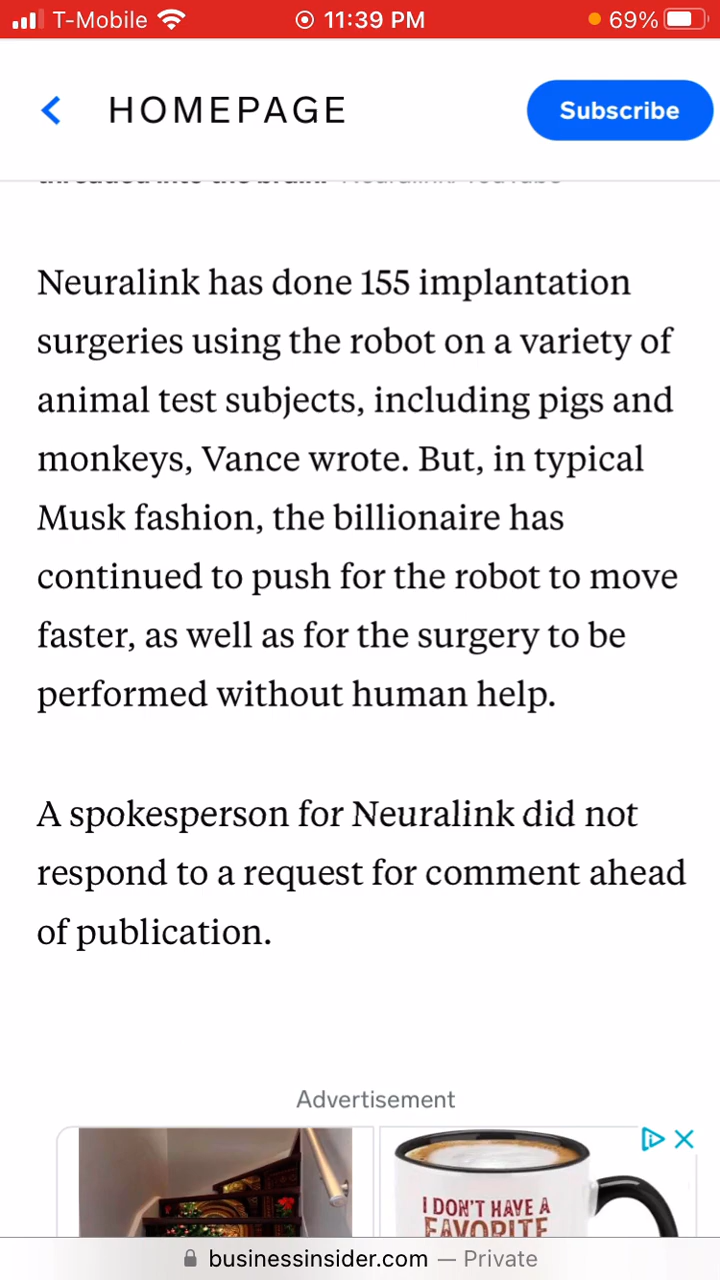 T-Mobile 11:39 PM 69%
HOMEPAGE Subscribe
Neuralink has done 155 implantation
surgeries using the robot on a variety of
animal test subjects, including pigs and
monkeys, Vance wrote. But, in typical
Musk fashion, the billionaire has
continued to push for the robot to move
faster, as well as for the surgery to be
performed without human help.
A spokesperson for Neuralink did not
respond to a request for comment ahead
of publication.
Advertisement
I DON'T HAVE A
FAVORITE
businessinsider.com — Private